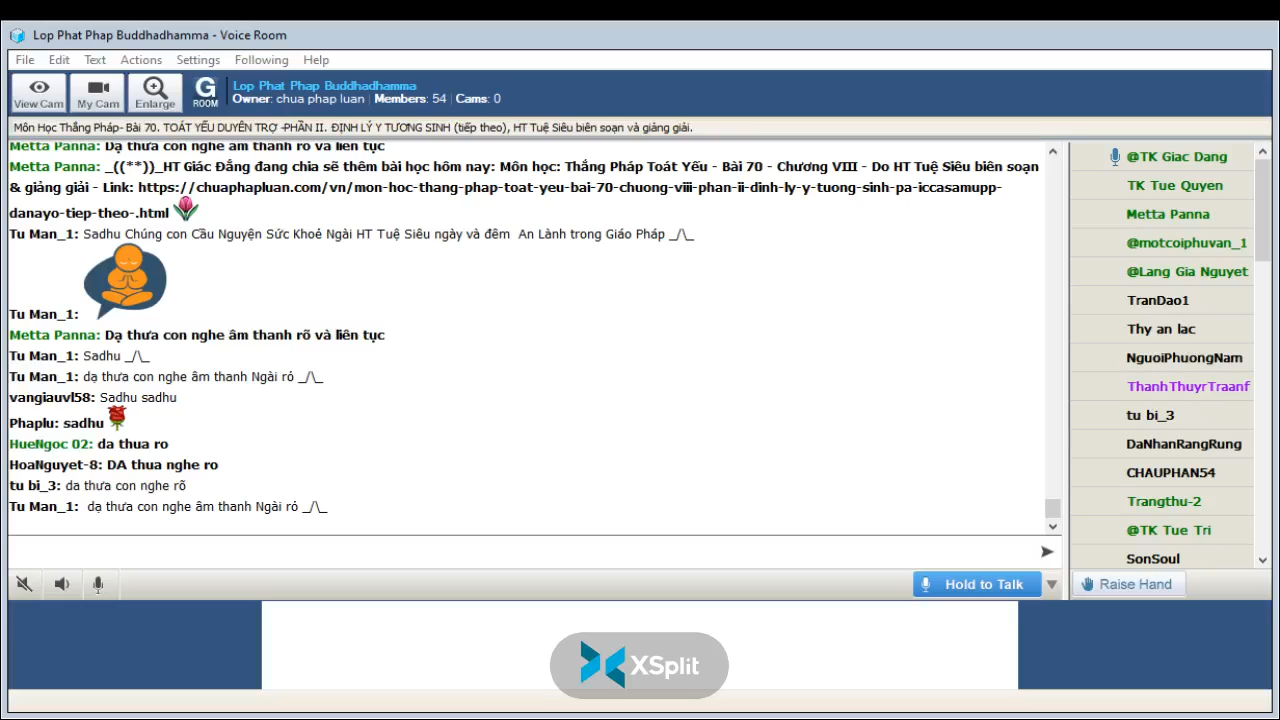 Lop Phat Phap Buddhadhamma - Voice Room
File Edit Text Actions Settings Following Help
View Cam My Cam Enlarge G ROOM
Lop Phat Phap Buddhadhamma
Owner: chua phap luan | Members: 54 | Cams: 0
Môn Học Thắng Pháp- Bài 70. TOÁT YẾU DUYÊN TRỢ -PHẦN II. ĐỊNH LÝ Y TƯƠNG SINH (tiếp theo), HT Tuệ Siêu biên soạn và giảng giải.
Metta Panna: Dạ thưa con nghe âm thanh rõ và liên tục
Metta Panna: _((**))_HT Giác Đẳng đang chia sẽ thêm bài học hôm nay: Môn học: Thắng Pháp Toát Yếu - Bài 70 - Chương VIII - Do HT Tuệ Siêu biên soạn
& giảng giải - Link: https://chuaphapluan.com/vn/mon-hoc-thang-phap-toat-yeu-bai-70-chuong-viii-phan-ii-dinh-ly-y-tuong-sinh-pa-iccasamupp-
danayo-tiep-theo-.html
Tu Man_1: Sadhu Chúng con Cầu Nguyện Sức Khoẻ Ngài HT Tuệ Siêu ngày và đêm An Lành trong Giáo Pháp _/\_
Tu Man_1:
Metta Panna: Dạ thưa con nghe âm thanh rõ và liên tục
Tu Man_1: Sadhu _/\_
Tu Man_1: dạ thưa con nghe âm thanh Ngài rỏ _/\_
vangiauvl58: Sadhu sadhu
Phaplu: sadhu
HueNgoc 02: da thua ro
HoaNguyet-8: DA thua nghe ro
tu bi_3: da thưa con nghe rõ
Tu Man_1: dạ thưa con nghe âm thanh Ngài rỏ _/\_
@TK Giac Dang
TK Tue Quyen
Metta Panna
@motcoiphuvan_1
@Lang Gia Nguyet
TranDao1
Thy an lac
NguoiPhuongNam
ThanhThuyrTraanf
tu bi_3
DaNhanRangRung
CHAUPHAN54
Trangthu-2
@TK Tue Tri
SonSoul
Hold to Talk
Raise Hand
XSplit